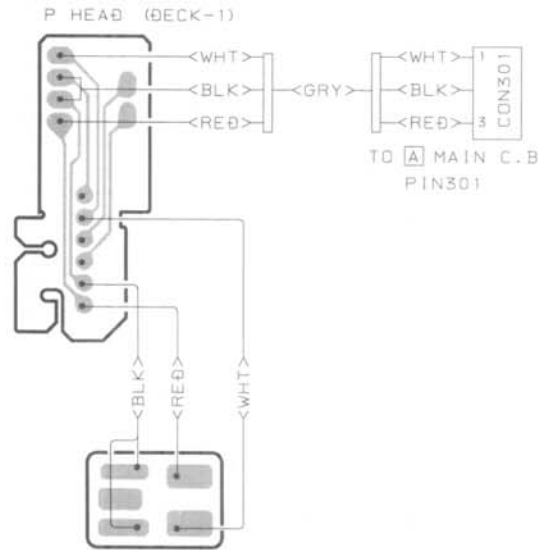 P HEAD (DECK-1)
<WHT> <WHT> 1
<BLK> <GRY> <BLK>
<RED> <RED> 3
CON301
TO A MAIN C.B
PIN301
<BLK>
<RED>
<WHT>